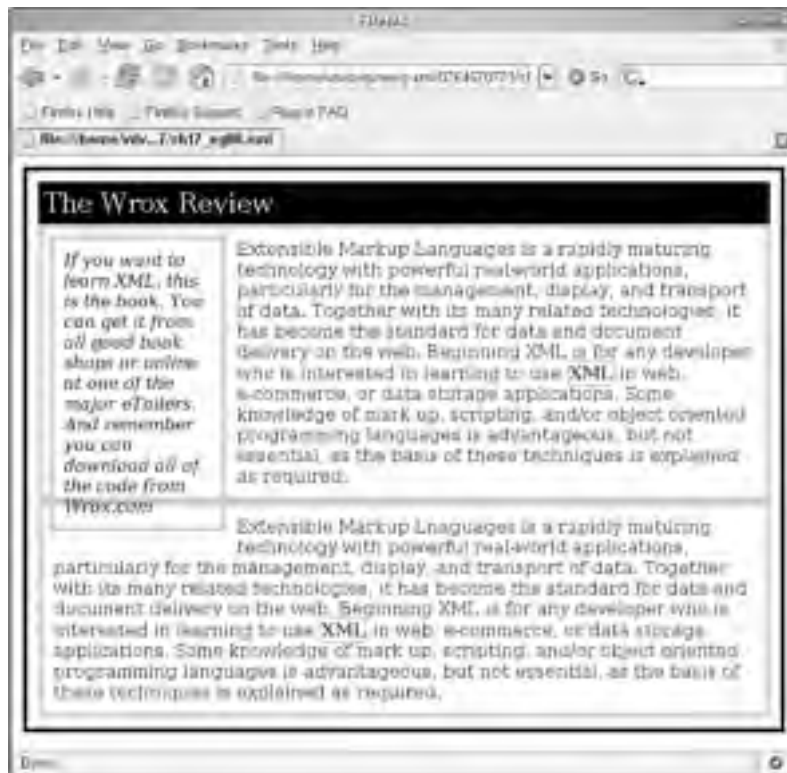 Firefox
File Edit View Go Bookmarks Tools Help
Go
Firefox Help Firefox Support Plug-in FAQ
The Wrox Review
If you want to
learn XML, this
is the book. You
can get it from
all good book
shops or online
at one of the
major eTailers.
And remember
you can
download all of
the code from
Wrox.com
Extensible Markup Languages is a rapidly maturing
technology with powerful real-world applications,
particularly for the management, display, and transport
of data. Together with its many related technologies, it
has become the standard for data and document
delivery on the web. Beginning XML is for any developer
who is interested in learning to use XML in web,
e-commerce, or data storage applications. Some
knowledge of mark up, scripting, and/or object oriented
programming languages is advantageous, but not
essential, as the basis of these techniques is explained
as required.
Extensible Markup Lnaguages is a rapidly maturing
technology with powerful real-world applications,
particularly for the management, display, and transport of data. Together
with its many related technologies, it has become the standard for data and
document delivery on the web. Beginning XML is for any developer who is
interested in learning to use XML in web, e-commerce, or data storage
applications. Some knowledge of mark up, scripting, and/or object oriented
programming languages is advantageous, but not essential, as the basis of
these techniques is explained as required.
Done